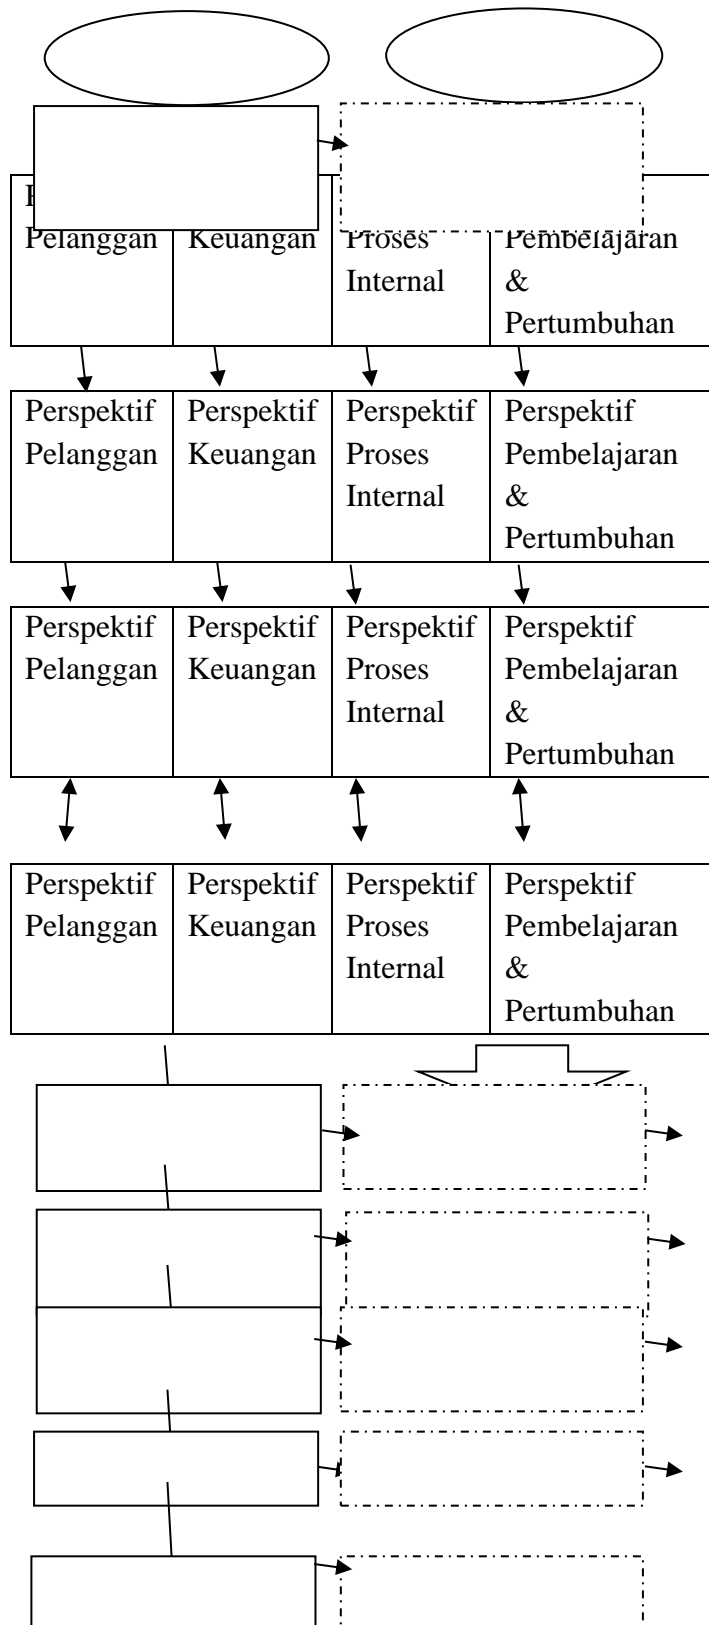 Pelanggan
Keuangan
Proses
Internal
Pembelajaran
&
Pertumbuhan
Perspektif
Pelanggan
Perspektif
Keuangan
Perspektif
Proses
Internal
Perspektif
Pembelajaran
&
Pertumbuhan
Perspektif
Pelanggan
Perspektif
Keuangan
Perspektif
Proses
Internal
Perspektif
Pembelajaran
&
Pertumbuhan
Perspektif
Pelanggan
Perspektif
Keuangan
Perspektif
Proses
Internal
Perspektif
Pembelajaran
&
Pertumbuhan